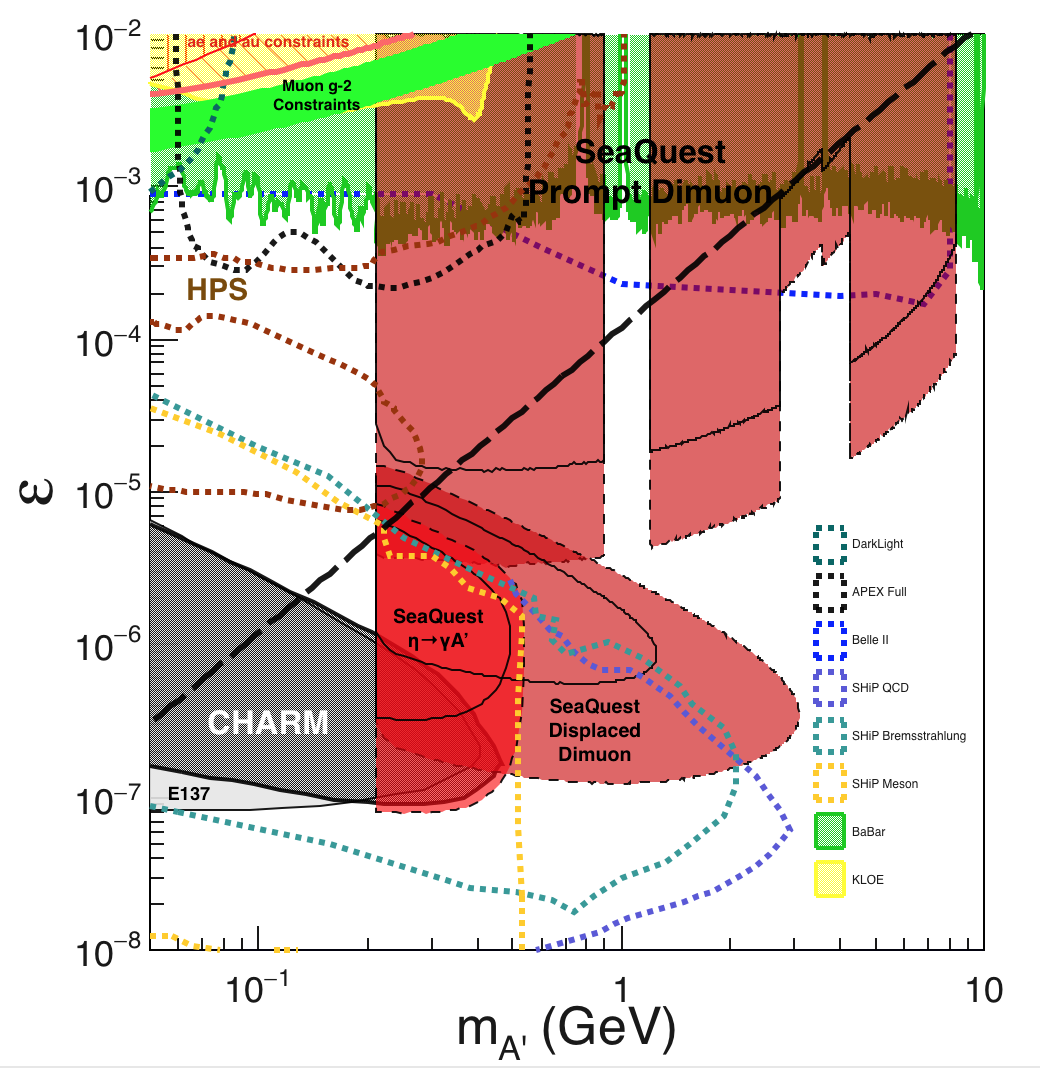 10−2
ae and au constraints
Muon g-2
Constraints
SeaQuest
Prompt Dimuon
10−3
HPS
10−4
ε
10−5
DarkLight
APEX Full
SeaQuest
η→γA'
10−6
Belle II
SHiP QCD
SeaQuest
Displaced
Dimuon
CHARM
SHiP Bremsstrahlung
SHiP Meson
10−7
E137
BaBar
KLOE
10−8
10−1
1
10
mA' (GeV)